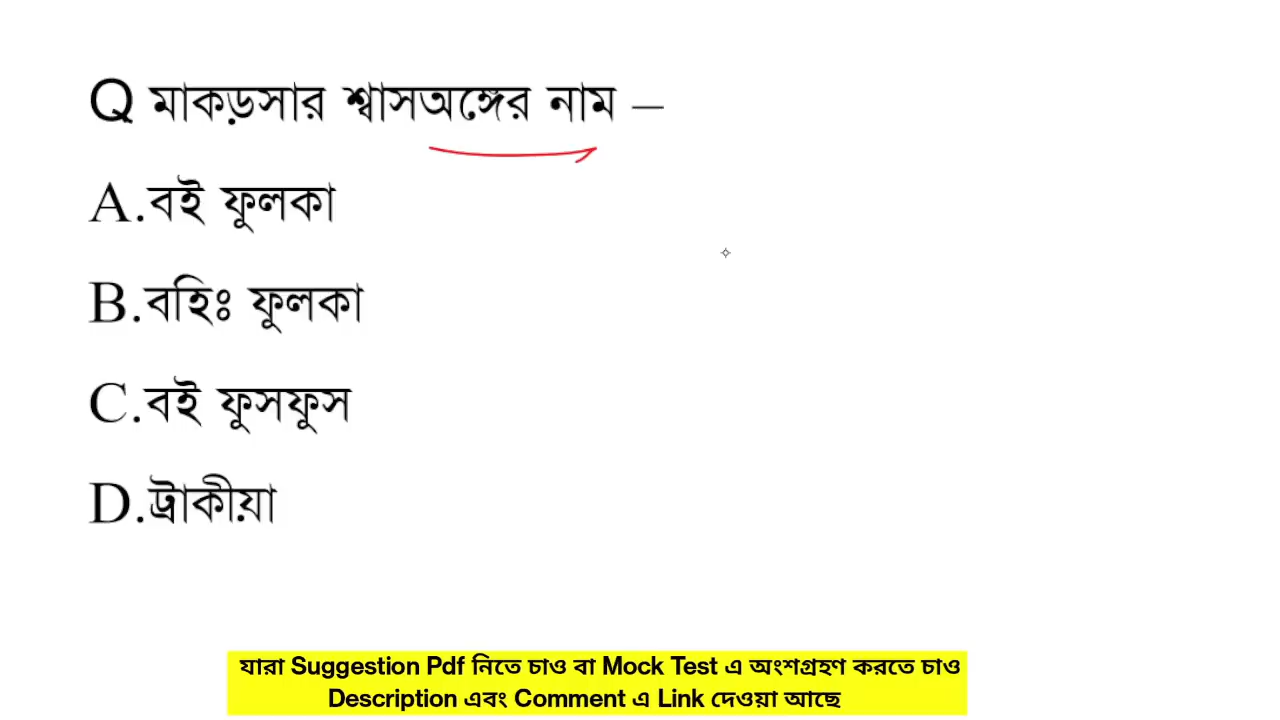 Q মাকড়সার শ্বাসঅঙ্গের নাম –
A.বই ফুলকা
B.বহিঃ ফুলকা
C.বই ফুসফুস
D.ট্রাকীয়া
যারা Suggestion Pdf নিতে চাও বা Mock Test এ অংশগ্রহণ করতে চাও
Description এবং Comment এ Link দেওয়া আছে